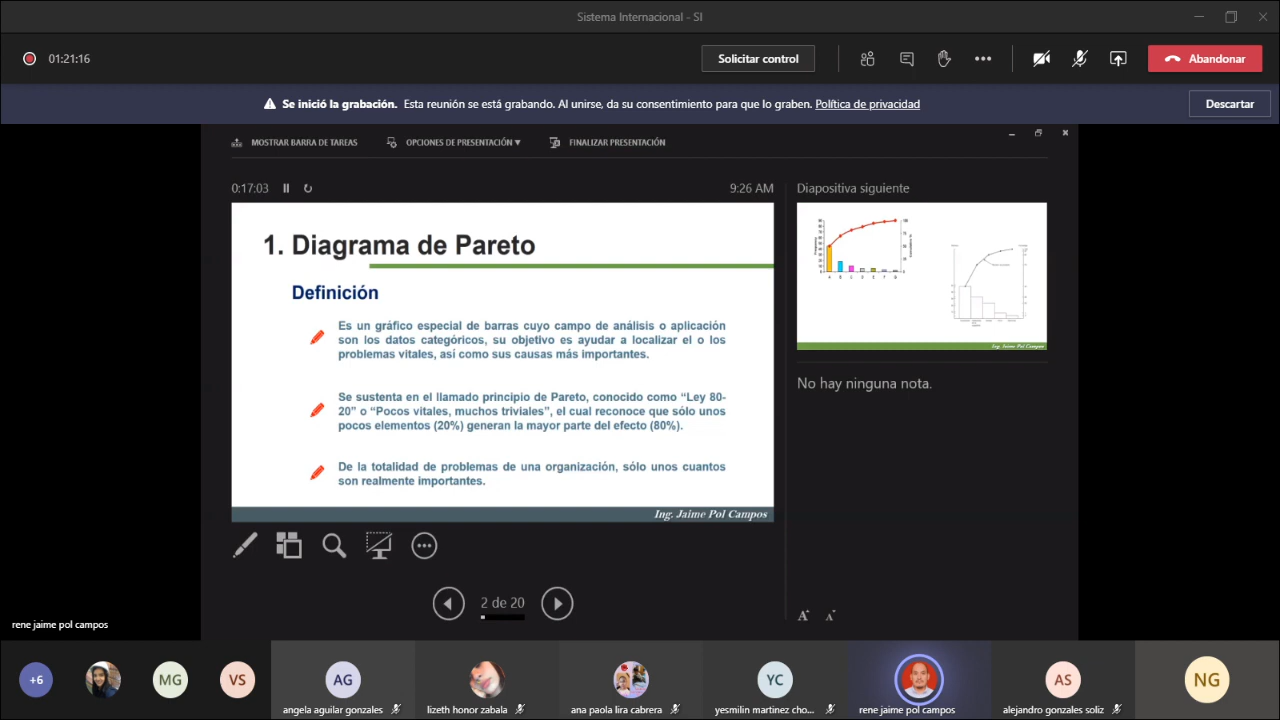 Sistema Internacional - SI
01:21:16
Solicitar control
Abandonar
Se inició la grabación. Esta reunión se está grabando. Al unirse, da su consentimiento para que lo graben. Política de privacidad
Descartar
MOSTRAR BARRA DE TAREAS
OPCIONES DE PRESENTACIÓN
FINALIZAR PRESENTACIÓN
0:17:03
9:26 AM
Diapositiva siguiente
1. Diagrama de Pareto
Definición
Es un gráfico especial de barras cuyo campo de análisis o aplicación
son los datos categóricos, su objetivo es ayudar a localizar el o los
problemas vitales, así como sus causas más importantes.
Se sustenta en el llamado principio de Pareto, conocido como “Ley 80-
20” o “Pocos vitales, muchos triviales”, el cual reconoce que sólo unos
pocos elementos (20%) generan la mayor parte del efecto (80%).
De la totalidad de problemas de una organización, sólo unos cuantos
son realmente importantes.
Ing. Jaime Pol Campos
Ing. Jaime Pol Campos
No hay ninguna nota.
2 de 20
A A
rene jaime pol campos
+6
MG
VS
AG
YC
AS
NG
angela aguilar gonzales
lizeth honor zabala
ana paola lira cabrera
yesmilin martinez cho...
rene jaime pol campos
alejandro gonzales soliz